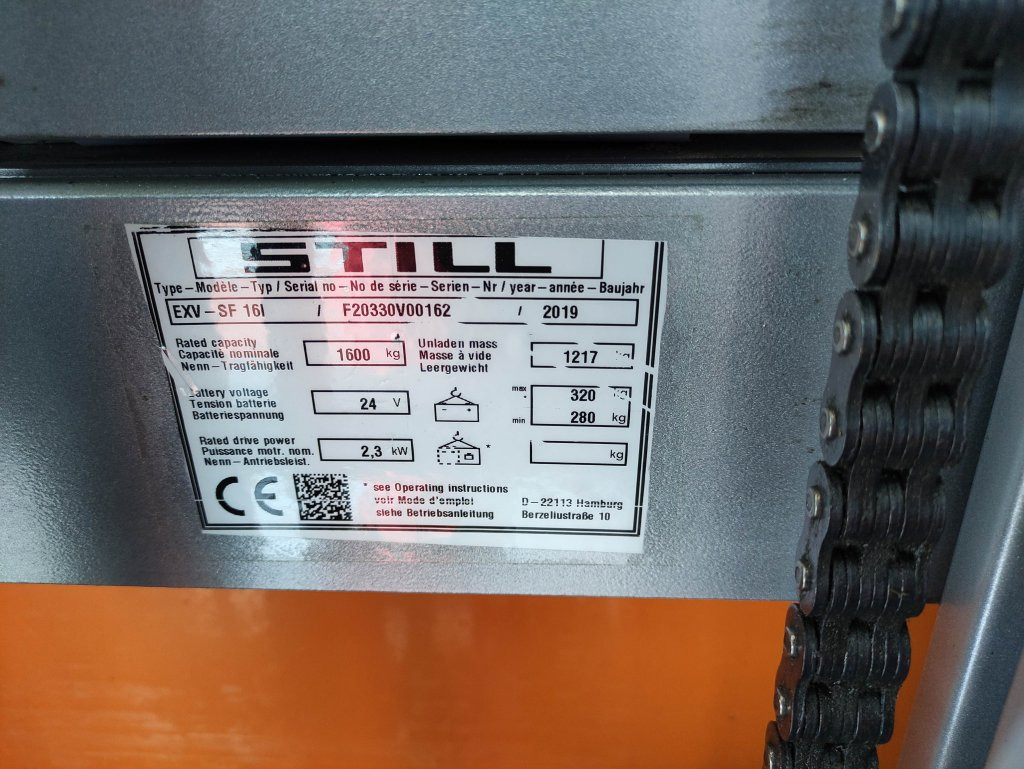 STILL
Type – Modèle – Typ / Serial no – No de série – Serien – Nr / year – année – Baujahr
EXV – SF 16I / F20330V00162 / 2019
Rated capacity
Capacité nominale
Nenn – Tragfähigkeit
1600 kg
Unladen mass
Masse à vide
Leergewicht
1217 kg
Battery voltage
Tension batterie
Batteriespannung
24 V
- +
max
*
320 kg
min
280 kg
Rated drive power
Puissance motr. nom.
Nenn – Antriebsleist.
2,3 kW
*
kg
CE
* see Operating instructions
voir Mode d'emploi
siehe Betriebsanleitung
D – 22113 Hamburg
Berzeliustraße 10